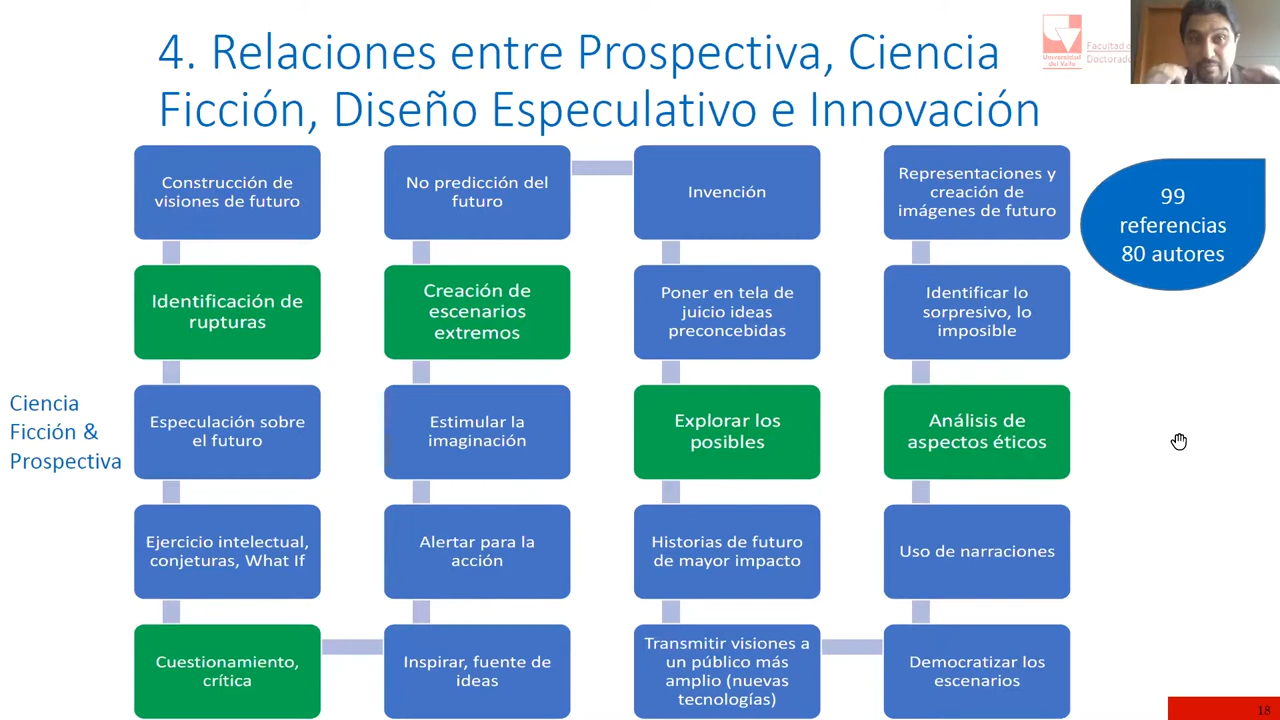 4. Relaciones entre Prospectiva, Ciencia
Ficción, Diseño Especulativo e Innovación
Universidad
del Valle
Facultad d
Doctorado
99
referencias
80 autores
Ciencia
Ficción &
Prospectiva
Construcción de
visiones de futuro
Identificación de
rupturas
Especulación sobre
el futuro
Ejercicio intelectual,
conjeturas, What If
Cuestionamiento,
crítica
Inspirar, fuente de
ideas
Alertar para la
acción
Estimular la
imaginación
Creación de
escenarios
extremos
No predicción del
futuro
Invención
Poner en tela de
juicio ideas
preconcebidas
Explorar los
posibles
Historias de futuro
de mayor impacto
Transmitir visiones a
un público más
amplio (nuevas
tecnologías)
Democratizar los
escenarios
Uso de narraciones
Análisis de
aspectos éticos
Identificar lo
sorpresivo, lo
imposible
Representaciones y
creación de
imágenes de futuro
18